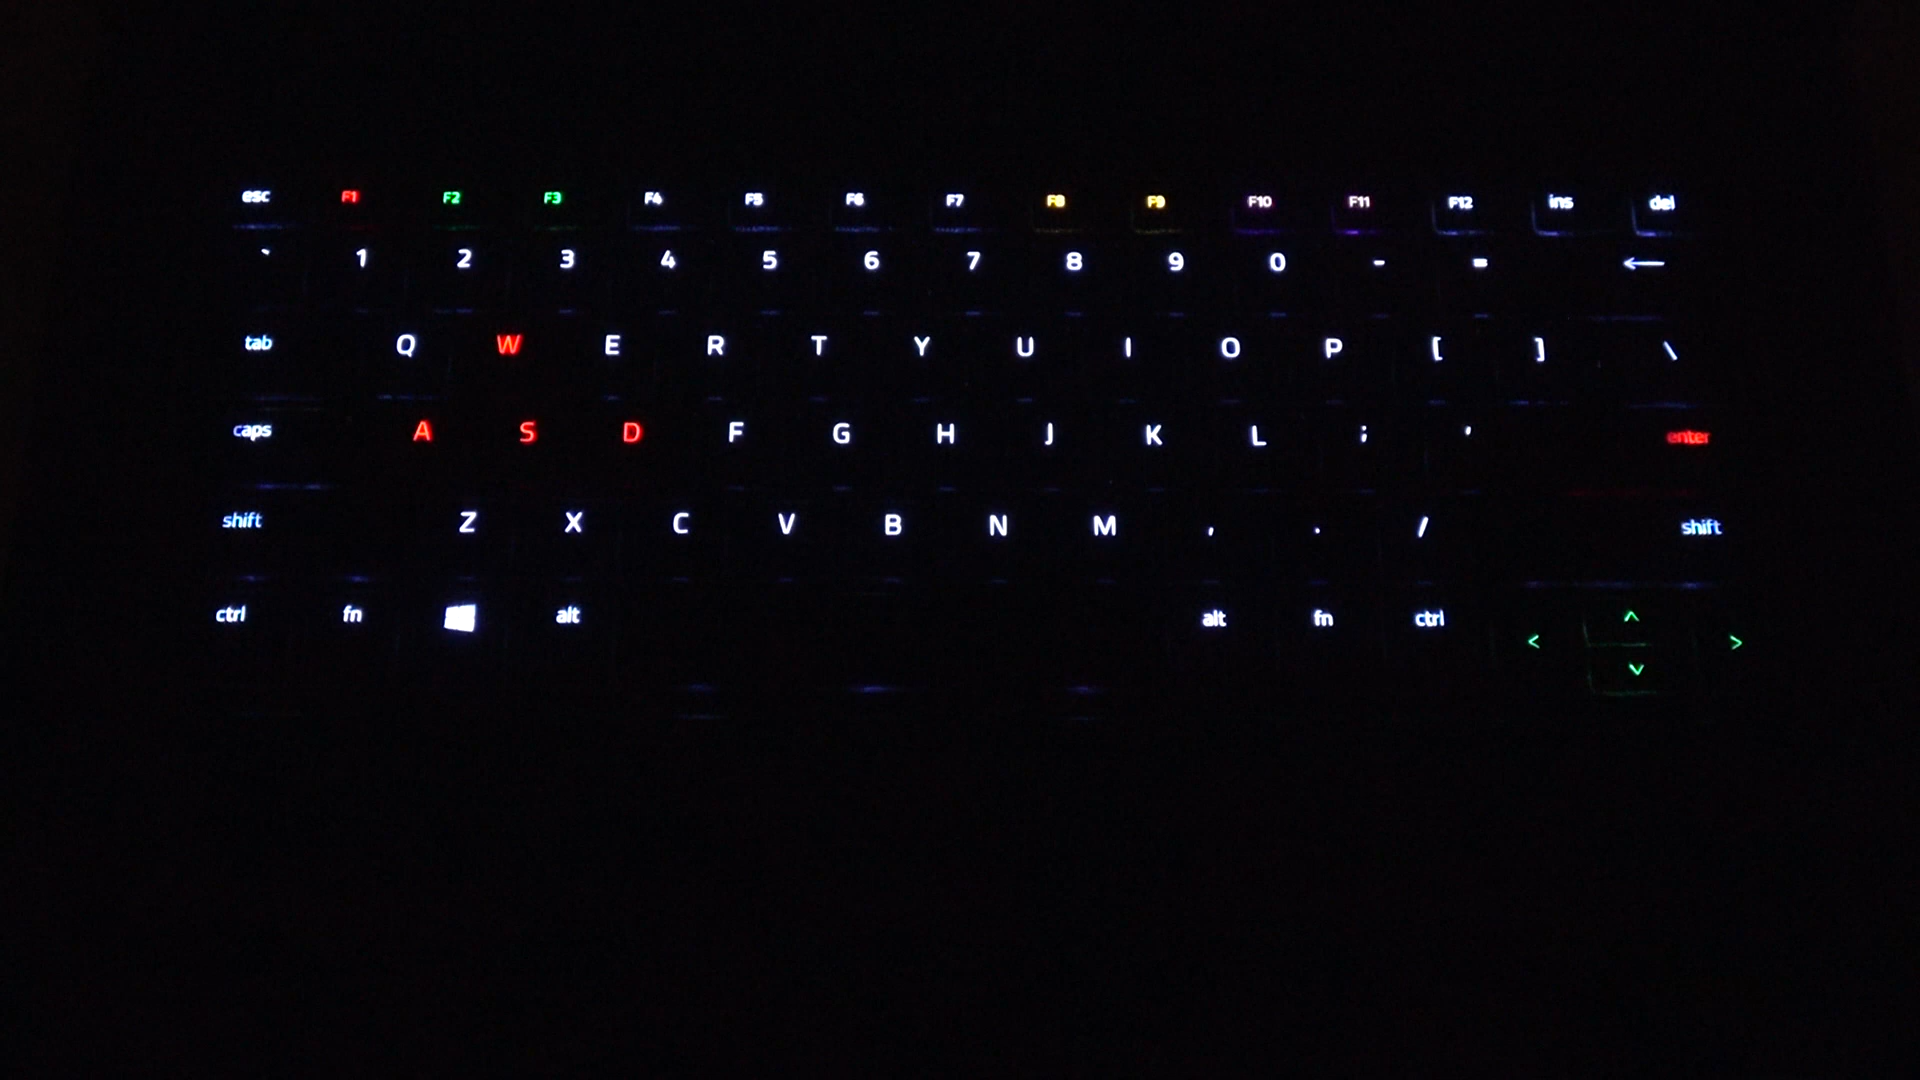 esc F1 F2 F3 F4 F5 F6 F7 F8 F9 F10 F11 F12 ins del
` 1 2 3 4 5 6 7 8 9 0 - = ←
tab Q W E R T Y U I O P [ ] \
caps A S D F G H J K L ; ' enter
shift Z X C V B N M , . / shift
ctrl fn alt alt fn ctrl < ^ v >